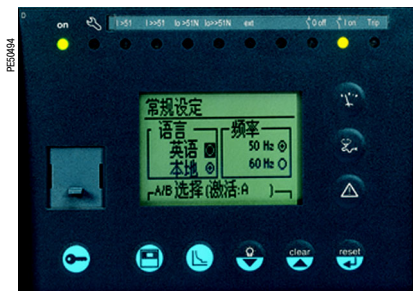 on I>51 I>>51 Io>51N Io>>51N ext 0 off I on Trip
PE50494
常规设定
语言 频率
英语 50 Hz
本地 60 Hz
A/B 选择 (激活:A )
clear reset